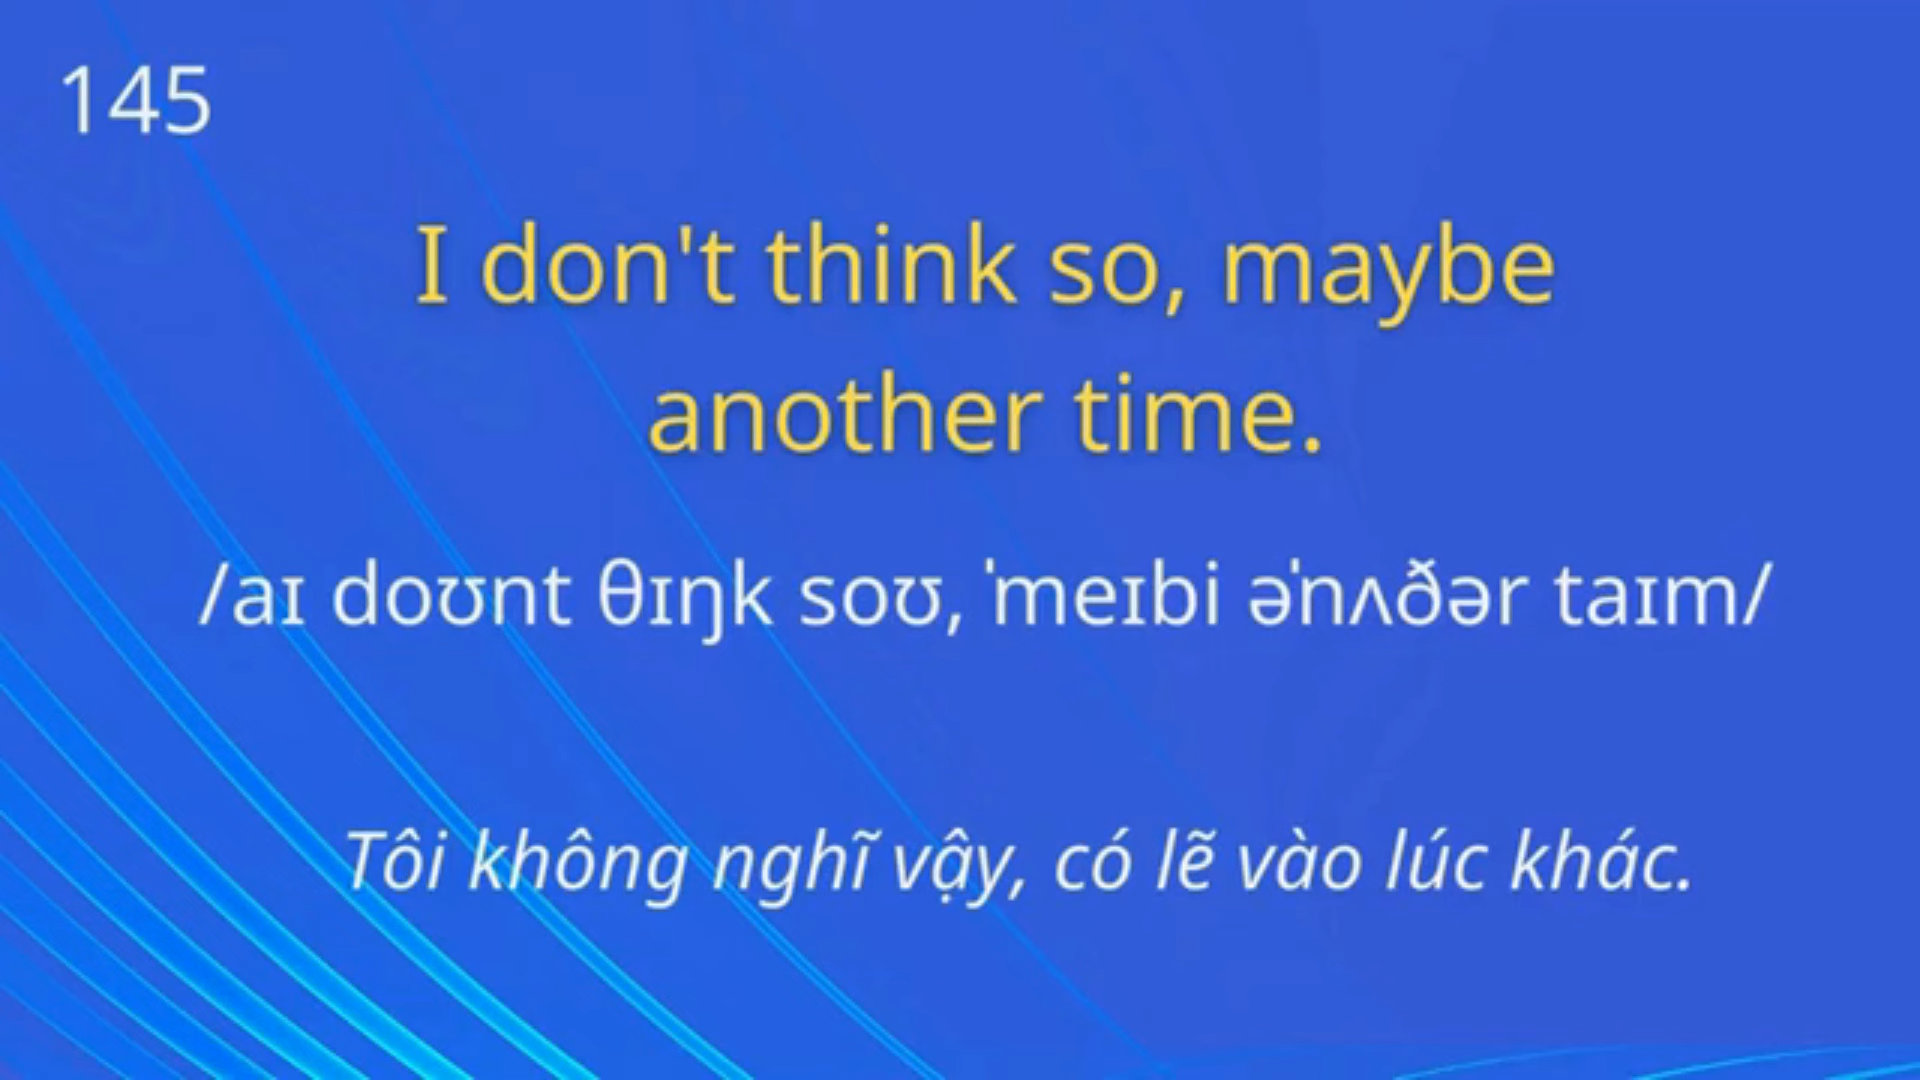 145
I don't think so, maybe
another time.
/aɪ doʊnt θɪŋk soʊ, ˈmeɪbi əˈnʌðər taɪm/
Tôi không nghĩ vậy, có lẽ vào lúc khác.